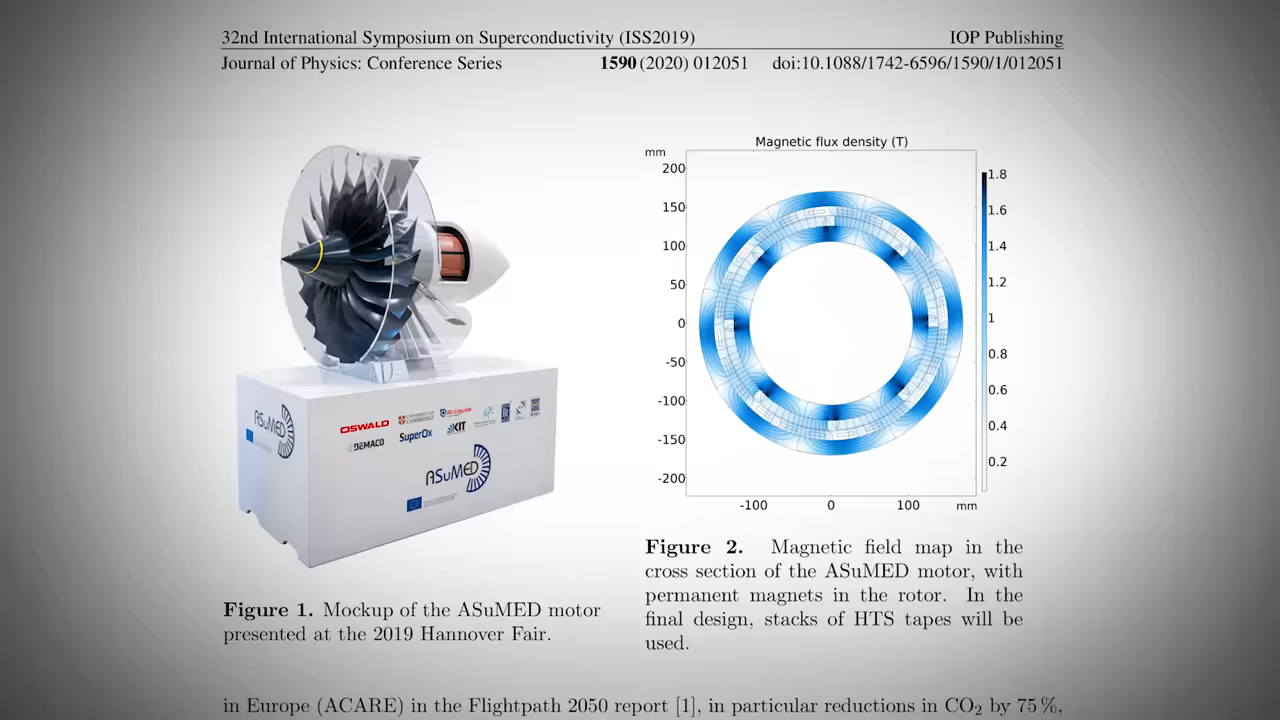 32nd International Symposium on Superconductivity (ISS2019)
IOP Publishing
Journal of Physics: Conference Series
1590 (2020) 012051
doi:10.1088/1742-6596/1590/1/012051
Magnetic flux density (T)
mm
200
150
100
50
0
-50
-100
-150
-200
-100
0
100
mm
1.8
1.6
1.4
1.2
1
0.8
0.6
0.4
0.2
ASuMED
OSWALD
UNIVERSITY OF
CAMBRIDGE
Air Liquide
DEMACO
SuperOx
KIT
ASuMED
Figure 1. Mockup of the ASuMED motor
presented at the 2019 Hannover Fair.
Figure 2. Magnetic field map in the
cross section of the ASuMED motor, with
permanent magnets in the rotor. In the
final design, stacks of HTS tapes will be
used.
in Europe (ACARE) in the Flightpath 2050 report [1], in particular reductions in CO2 by 75%,